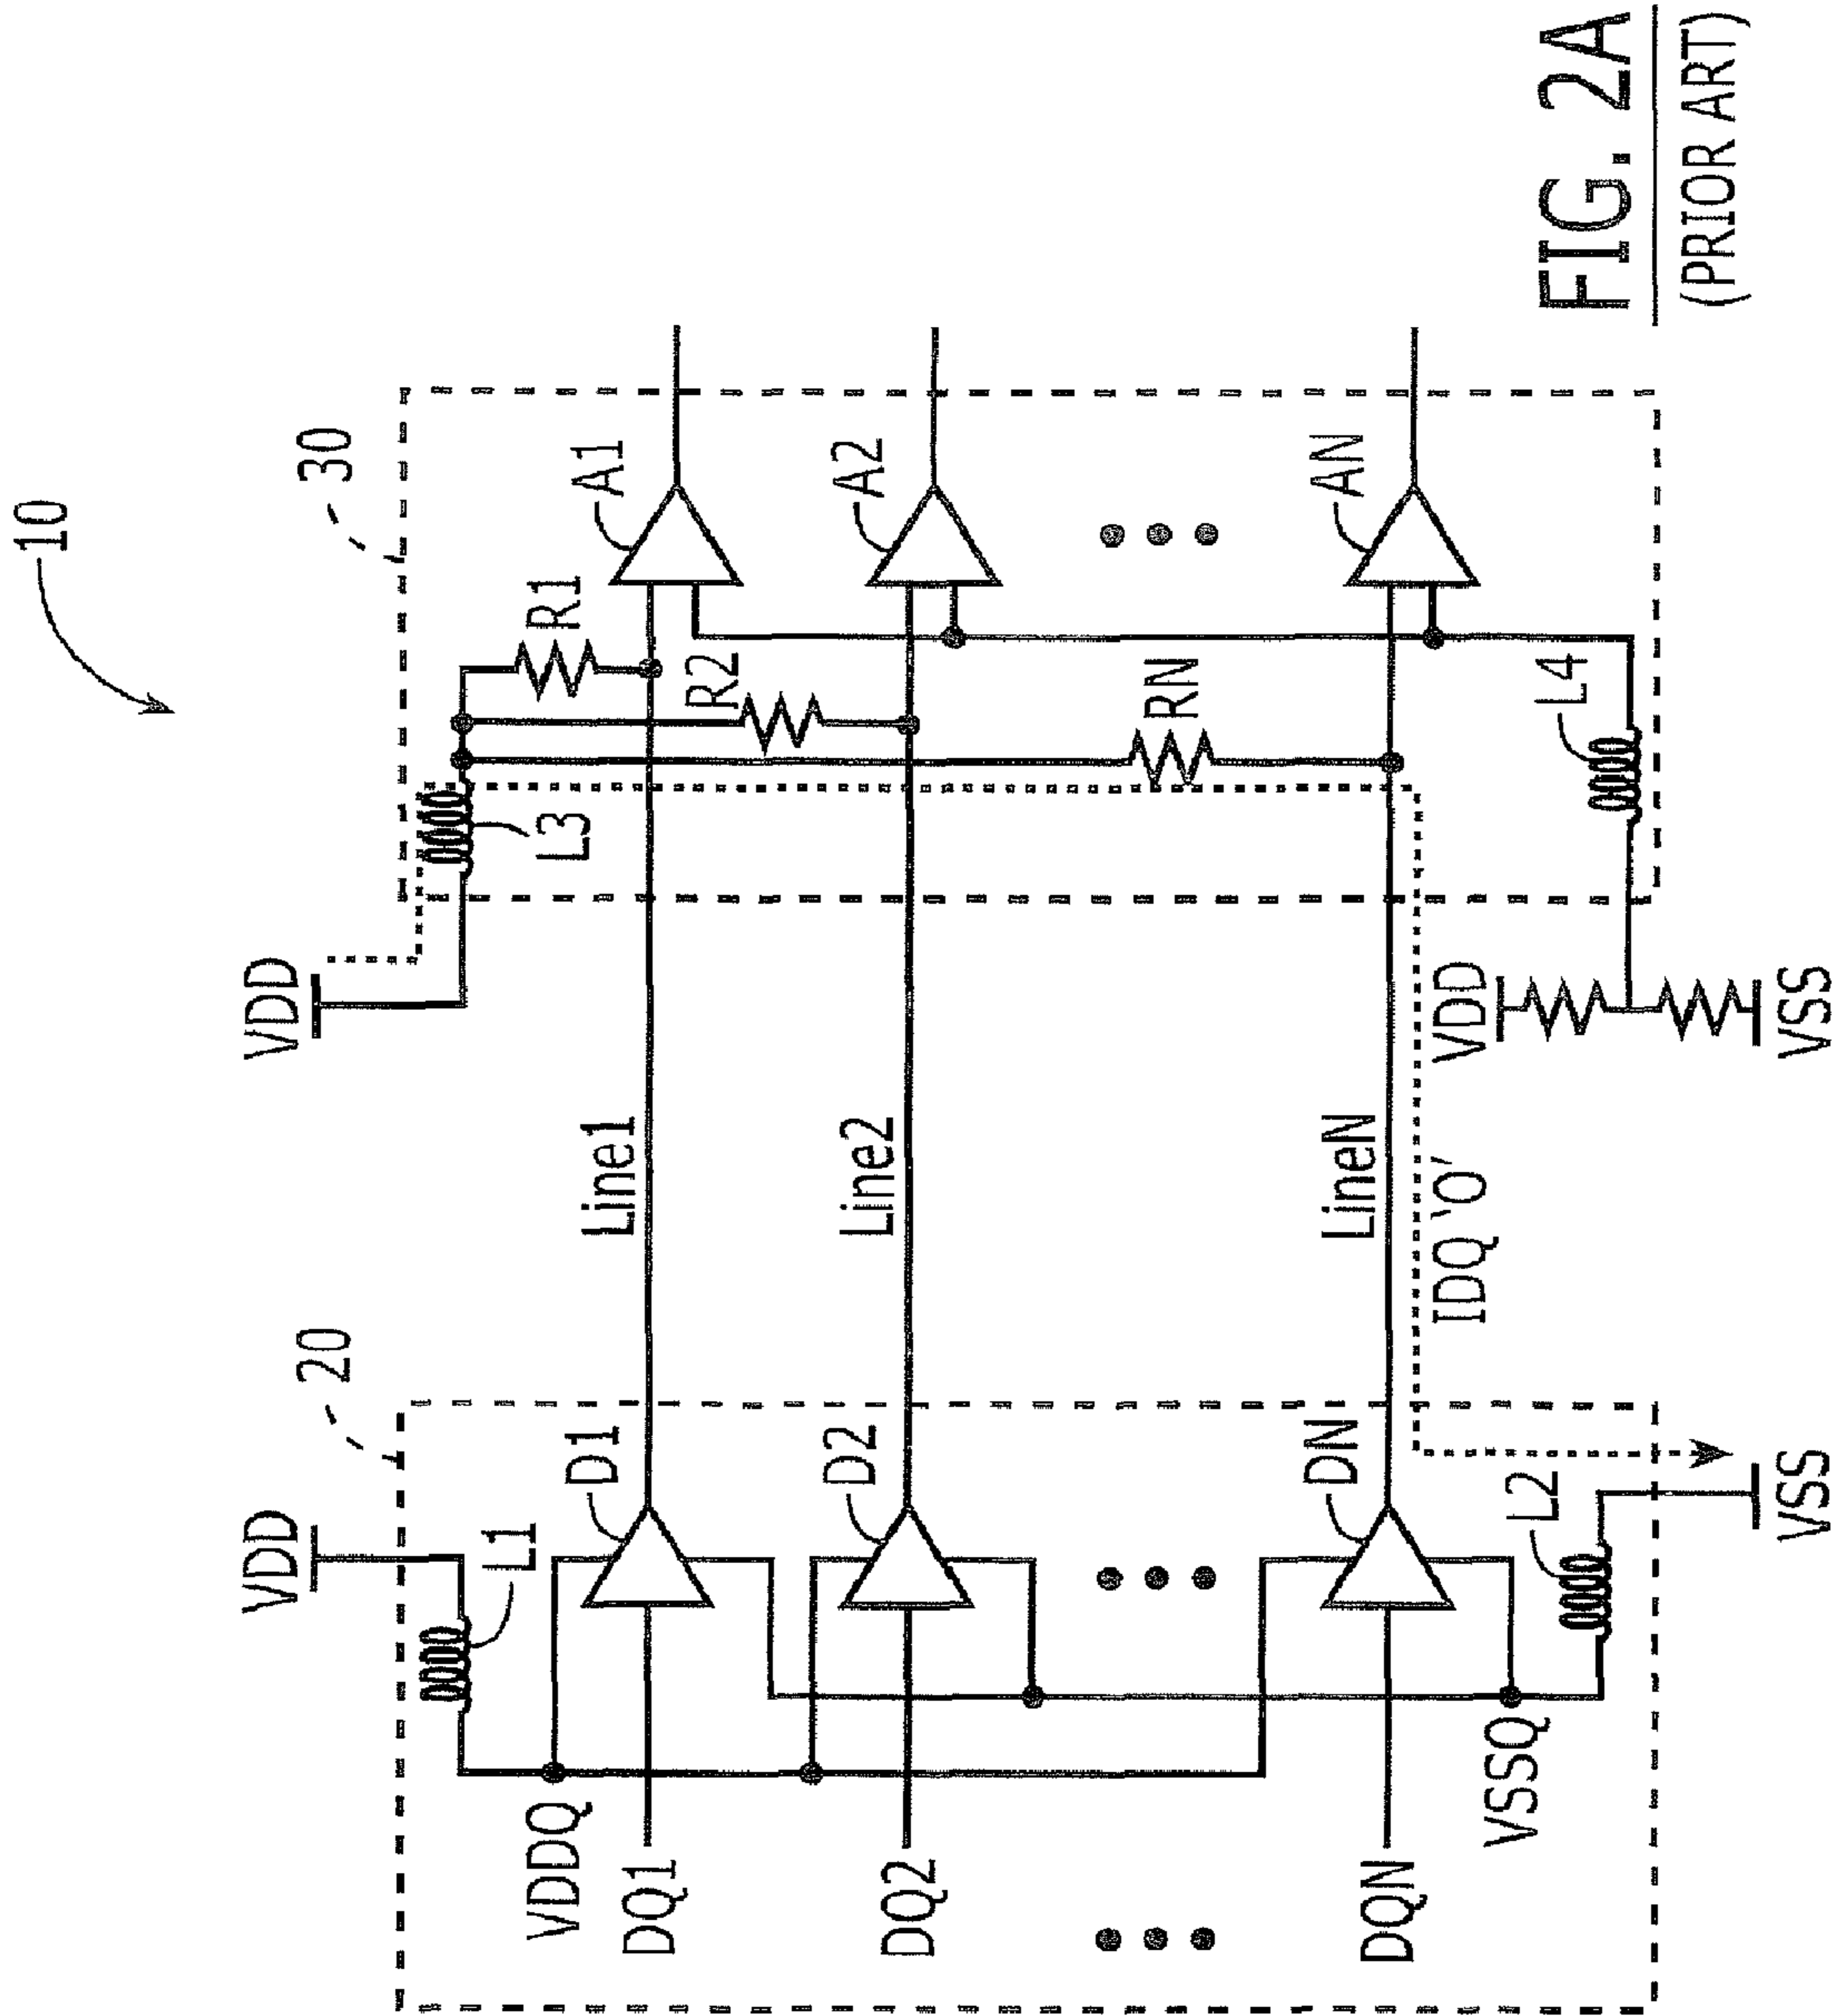 10
20
30
VDD
L1
VDDQ
DQ1
D1
Line1
VDD
L3
R1
A1
DQ2
D2
Line2
R2
A2
DQN
DN
LineN
RN
AN
VSSQ
L2
VSS
IDQ 'O'
VDD
VSS
L4
FIG. 2A
(PRIOR ART)